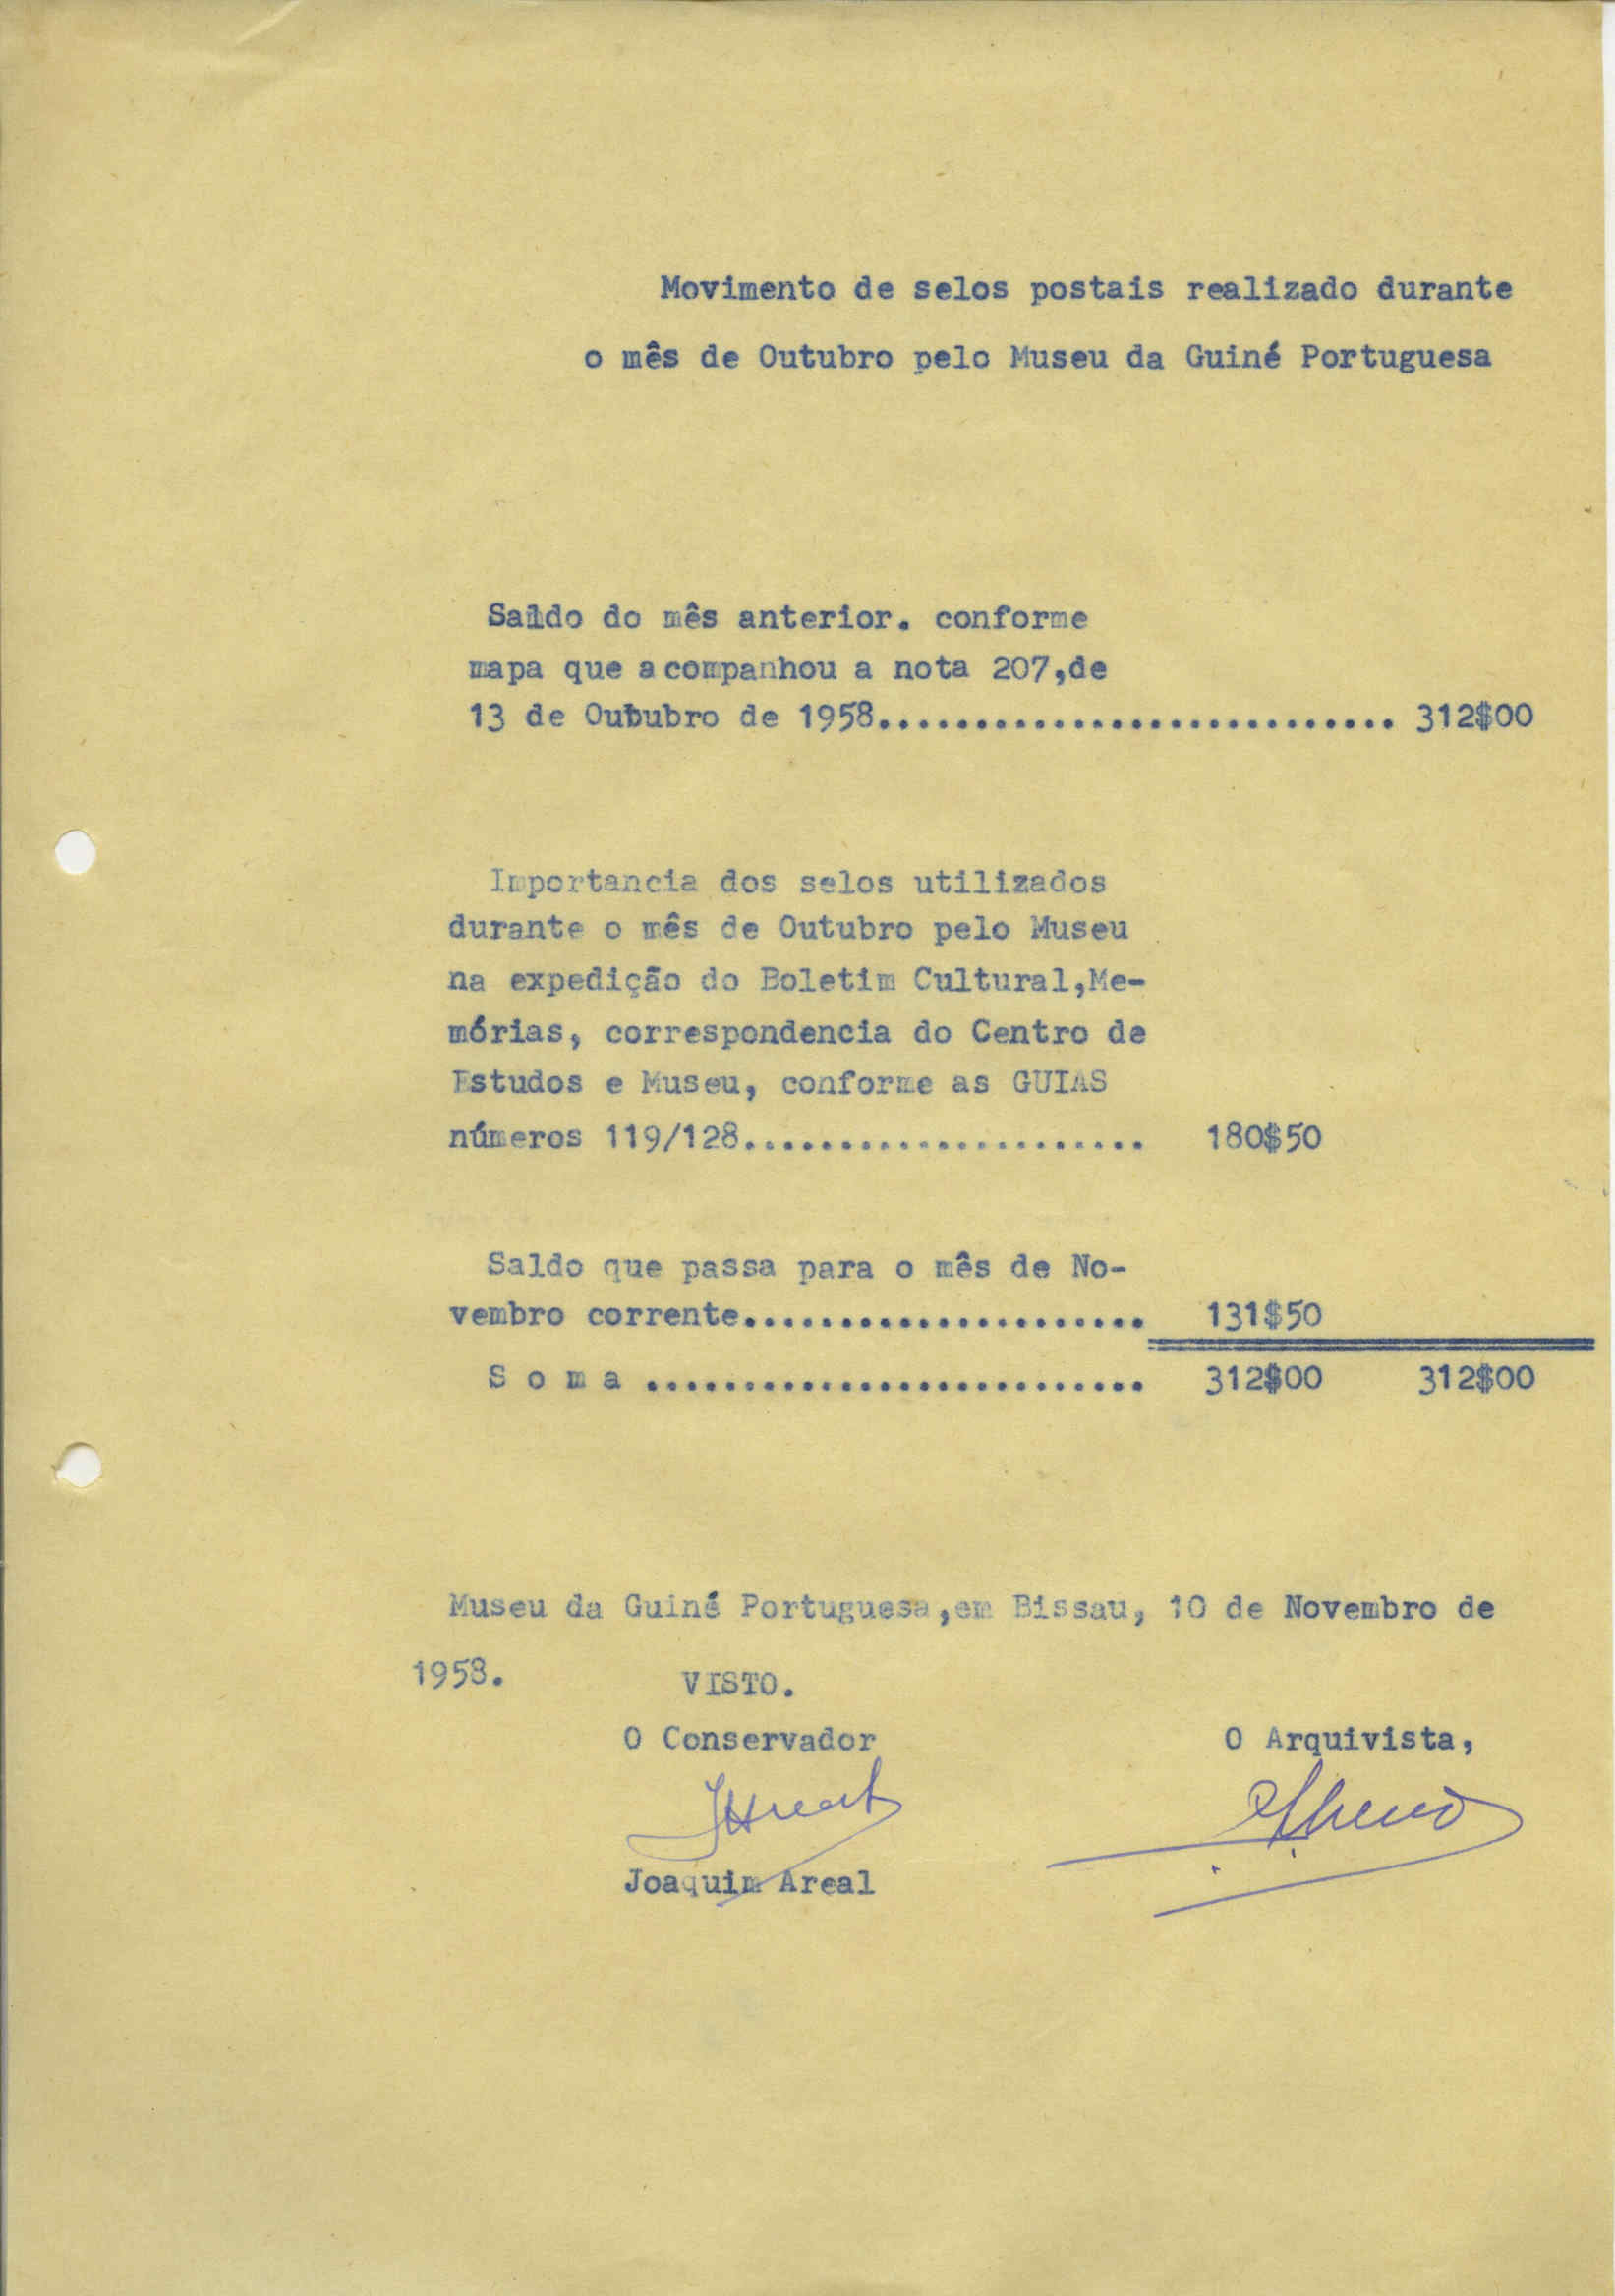 Movimento de selos postais realizado durante
o mês de Outubro pelo Museu da Guiné Portuguesa
Saldo do mês anterior. conforme
mapa que acompanhou a nota 207,de
13 de Oububro de 1958........................... 312$00
Importancia dos selos utilizados
durante o mês de Outubro pelo Museu
na expedição do Boletim Cultural,Me-
mórias, correspondencia do Centro de
Estudos e Museu, conforme as GUIAS
números 119/128..................... 180$50
Saldo que passa para o mês de No-
vembro corrente..................... 131$50
S o m a .......................... 312$00 312$00
Museu da Guiné Portuguesa,em Bissau, 10 de Novembro de
1958.
VISTO.
O Conservador O Arquivista,
Joaquim Areal